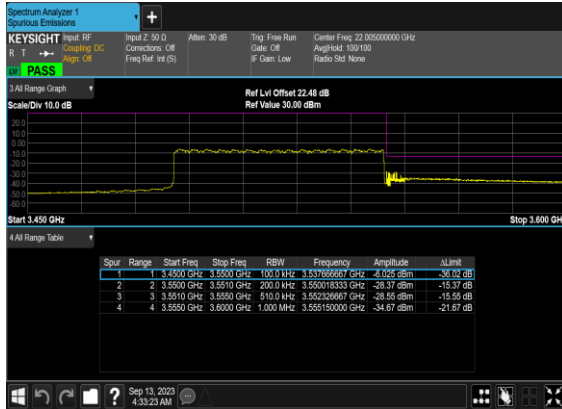 Spectrum Analyzer 1
Spurious Emissions
+
KEYSIGHT Input: RF
R T Coupling: DC
Align: Off
Input Z: 50 Ω
Corrections: Off
Freq Ref: Int (S)
Atten: 30 dB
Trig: Free Run
Gate: Off
IF Gain: Low
Center Freq: 22.005000000 GHz
Avg|Hold: 100/100
Radio Std: None
PASS
3 All Range Graph
Scale/Div 10.0 dB
Ref Lvl Offset 22.48 dB
Ref Value 30.00 dBm
20.0
10.0
0.00
-10.0
-20.0
-30.0
-40.0
-50.0
-60.0
Start 3.450 GHz
Stop 3.600 GH
4 All Range Table
Spur Range Start Freq Stop Freq RBW Frequency Amplitude ΔLimit
1 1 3.4500 GHz 3.5500 GHz 100.0 kHz 3.537666667 GHz -6.025 dBm -36.02 dB
2 2 3.5500 GHz 3.5510 GHz 200.0 kHz 3.550018333 GHz -28.37 dBm -15.37 dB
3 3 3.5510 GHz 3.5550 GHz 510.0 kHz 3.552326667 GHz -28.55 dBm -15.55 dB
4 4 3.5550 GHz 3.6000 GHz 1.000 MHz 3.555150000 GHz -34.67 dBm -21.67 dB
?
Sep 13, 2023
4:33:23 AM